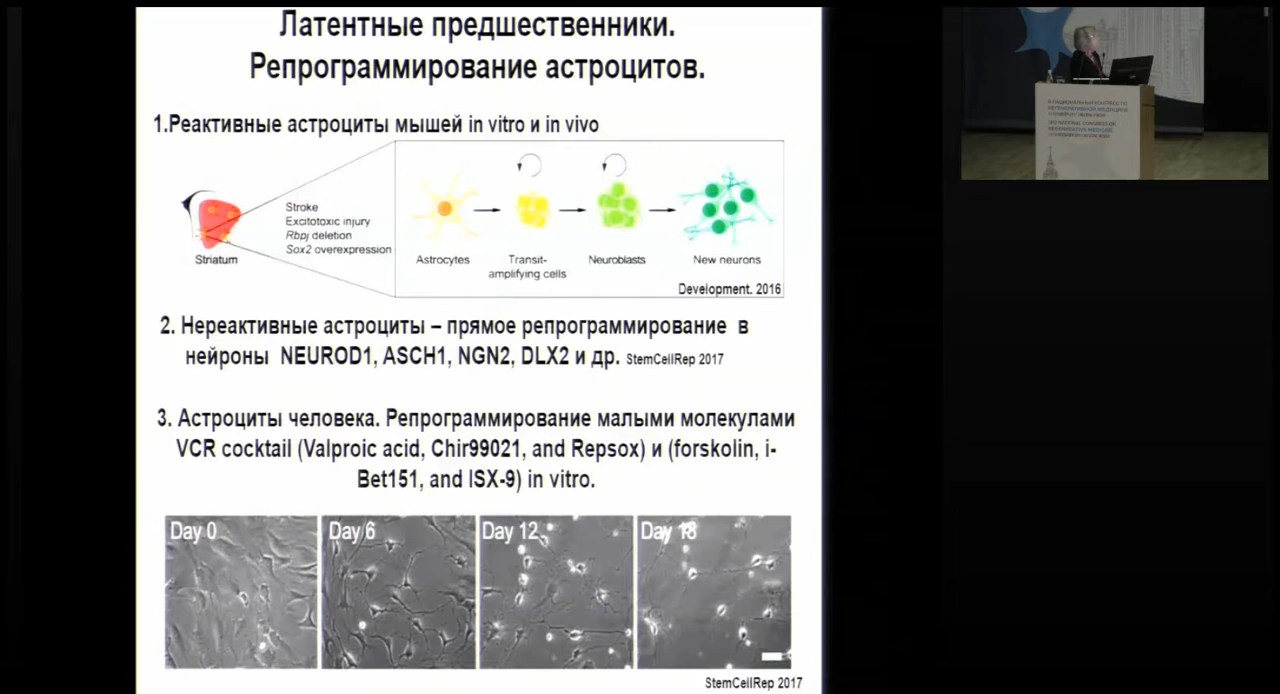 Латентные предшественники.
Репрограммирование астроцитов.
1.Реактивные астроциты мышей in vitro и in vivo
Stroke
Excitotoxic injury
Rbpj deletion
Sox2 overexpression
Striatum
Astrocytes
Transit-
amplifying cells
Neuroblasts
New neurons
Development. 2016
2. Нереактивные астроциты – прямое репрограммирование в
нейроны NEUROD1, ASCH1, NGN2, DLX2 и др. StemCellRep 2017
3. Астроциты человека. Репрограммирование малыми молекулами
VCR cocktail (Valproic acid, Chir99021, and Repsox) и (forskolin, i-
Bet151, and ISX-9) in vitro.
Day 0
Day 6
Day 12
Day 18
StemCellRep 2017